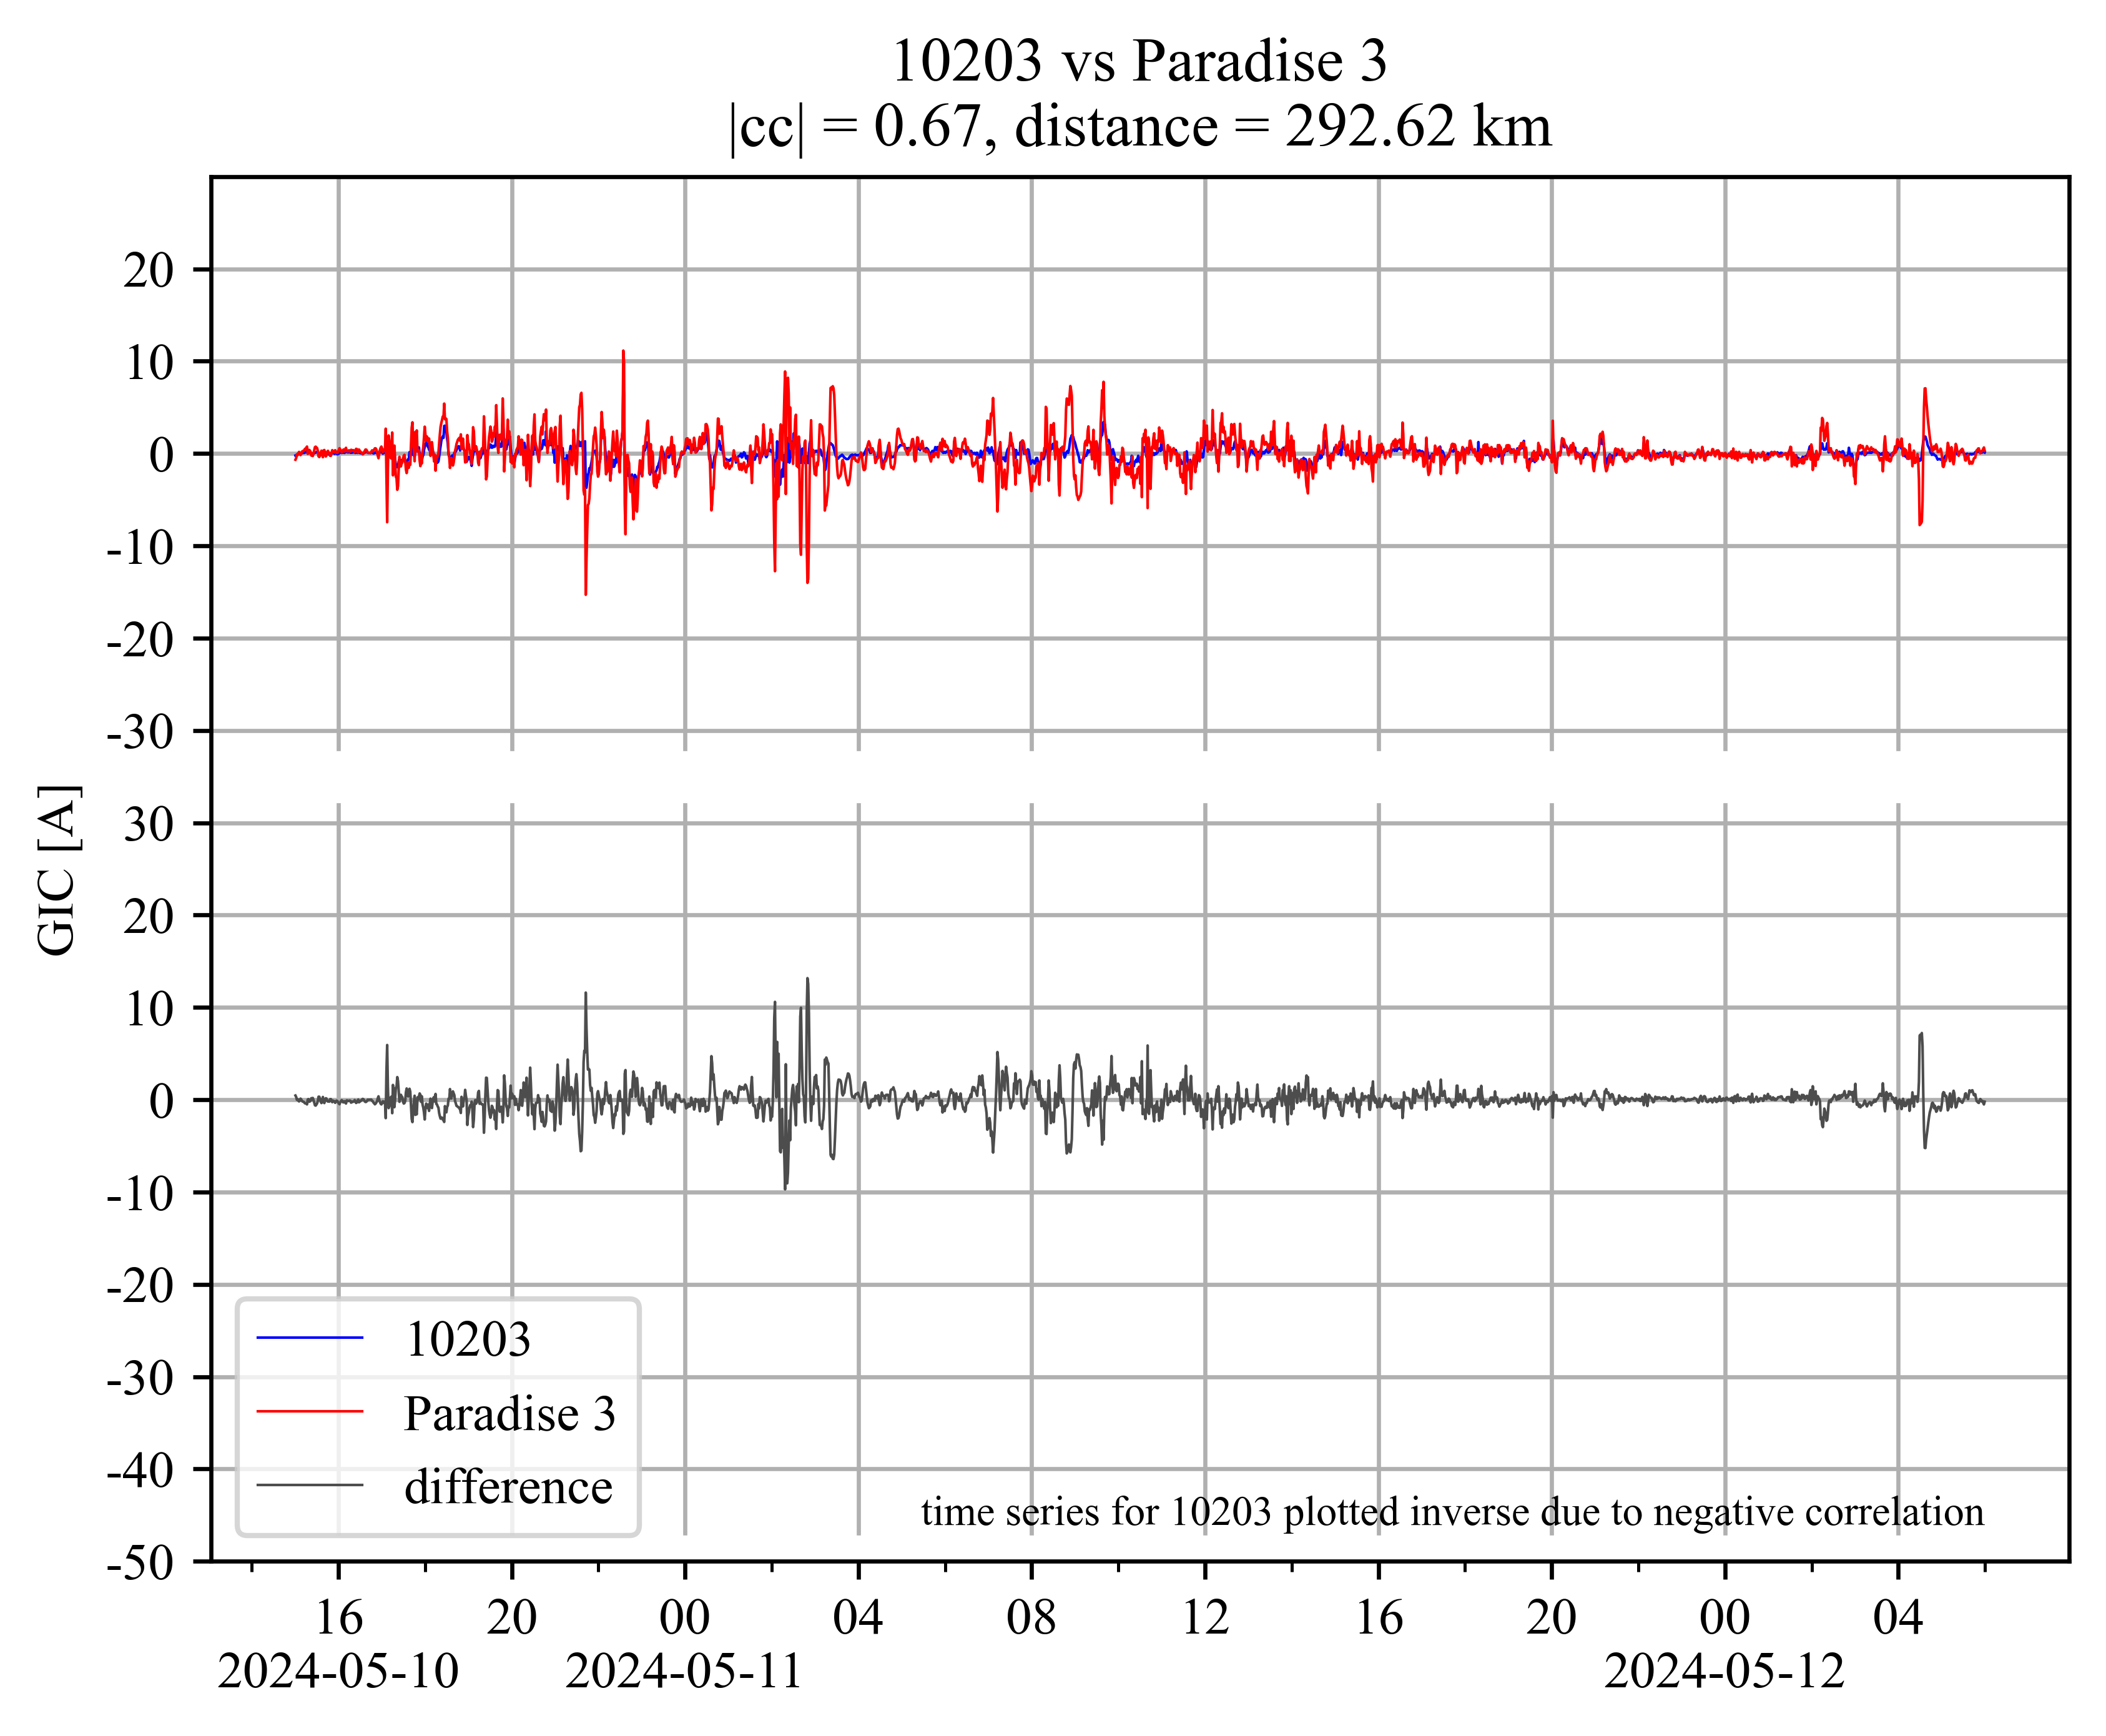 10203 vs Paradise 3
|cc| = 0.67, distance = 292.62 km
GIC [A]
20
10
0
-10
-20
-30
30
20
10
0
-10
-20
-30
-40
-50
10203
Paradise 3
difference
time series for 10203 plotted inverse due to negative correlation
16 20 00 04 08 12 16 20 00 04
2024-05-10 2024-05-11 2024-05-12